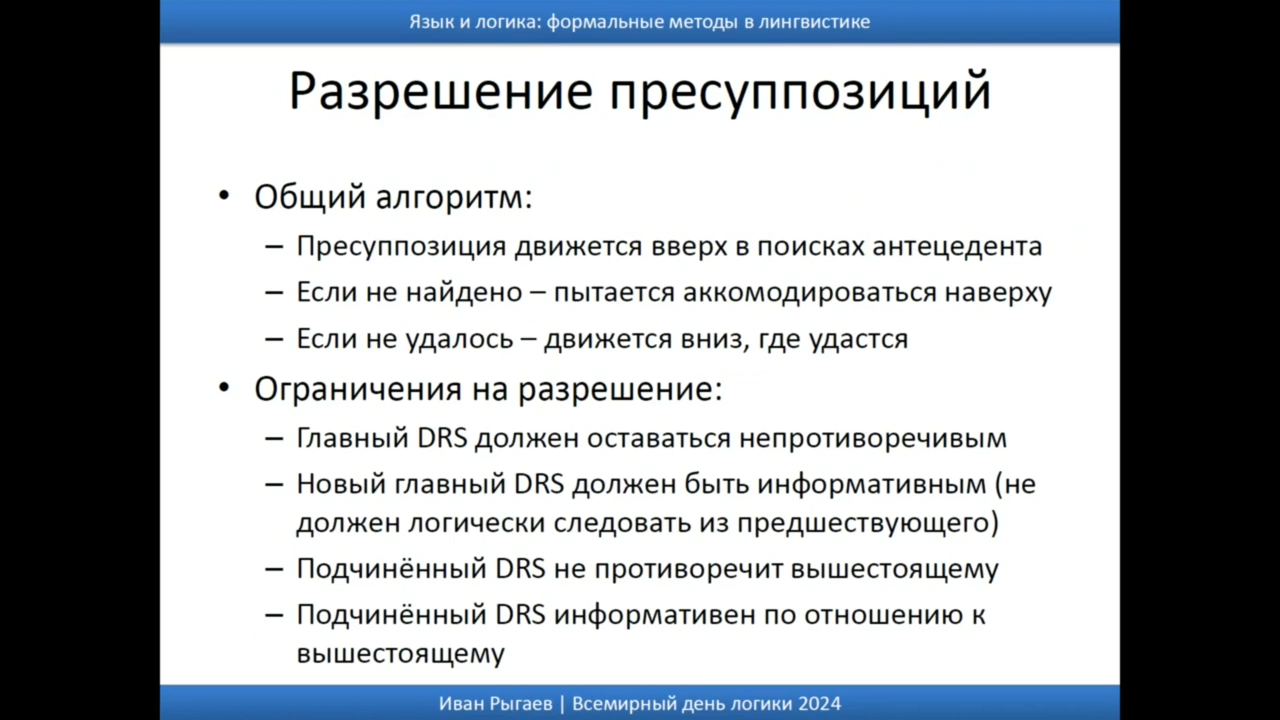 Язык и логика: формальные методы в лингвистике
Разрешение пресуппозиций
• Общий алгоритм:
– Пресуппозиция движется вверх в поисках антецедента
– Если не найдено – пытается аккомодироваться наверху
– Если не удалось – движется вниз, где удастся
• Ограничения на разрешение:
– Главный DRS должен оставаться непротиворечивым
– Новый главный DRS должен быть информативным (не
должен логически следовать из предшествующего)
– Подчинённый DRS не противоречит вышестоящему
– Подчинённый DRS информативен по отношению к
вышестоящему
Иван Рыгаев | Всемирный день логики 2024